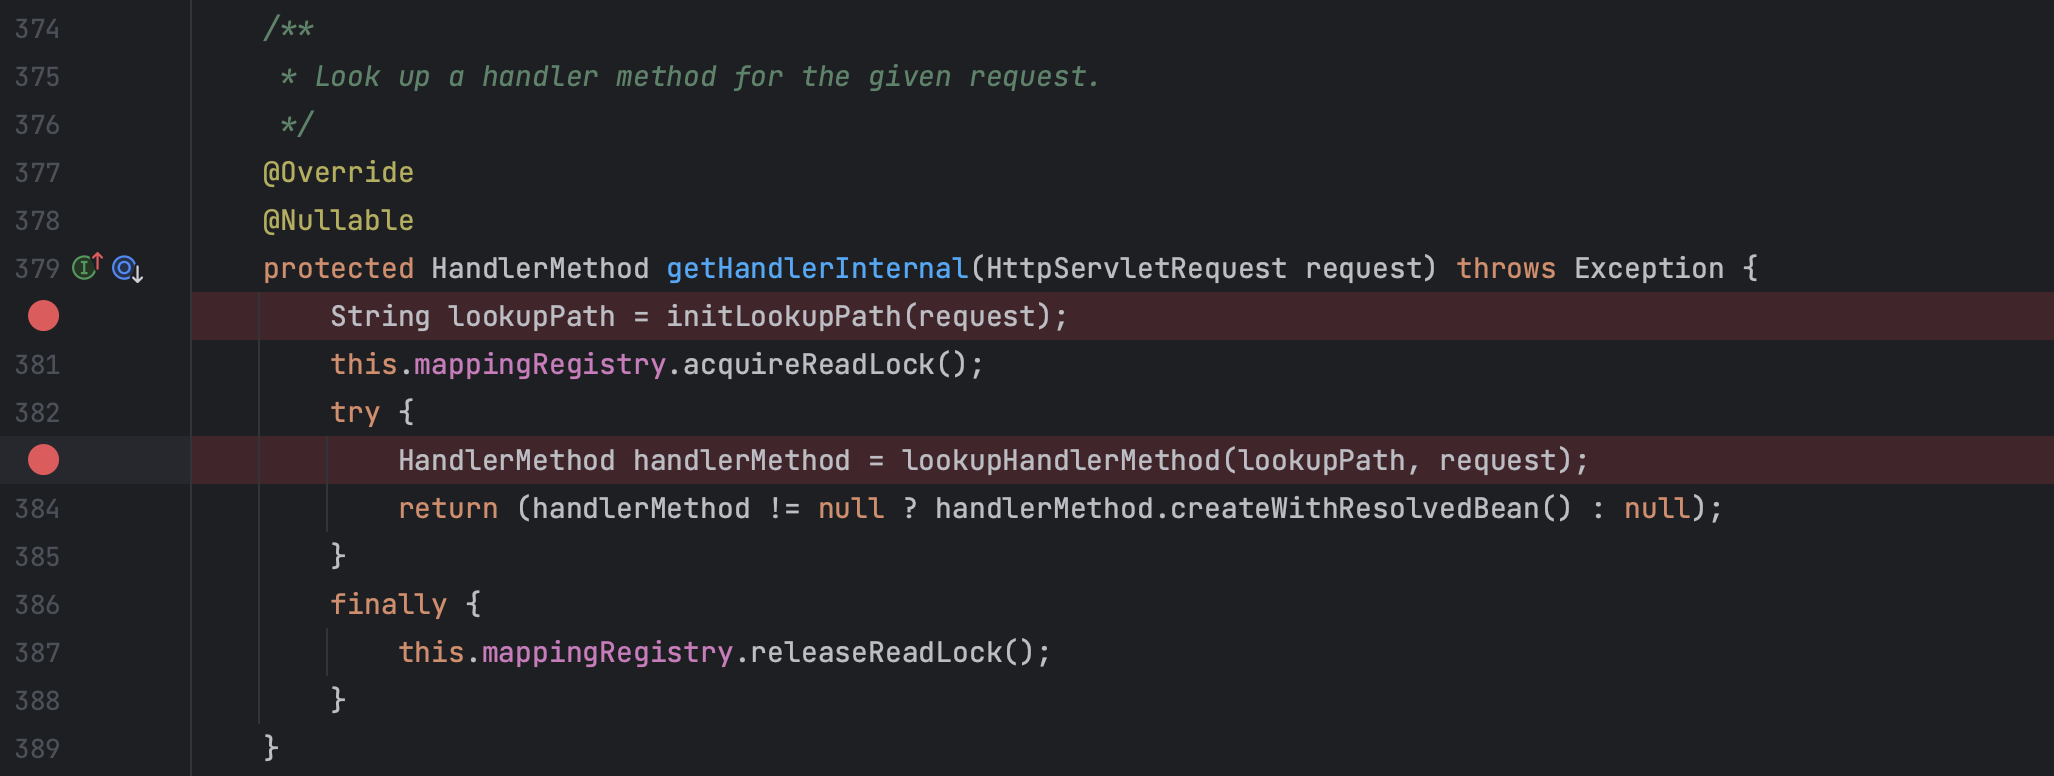 374 /**
375 * Look up a handler method for the given request.
376 */
377 @Override
378 @Nullable
379 protected HandlerMethod getHandlerInternal(HttpServletRequest request) throws Exception {
String lookupPath = initLookupPath(request);
381 this.mappingRegistry.acquireReadLock();
382 try {
HandlerMethod handlerMethod = lookupHandlerMethod(lookupPath, request);
384 return (handlerMethod != null ? handlerMethod.createWithResolvedBean() : null);
385 }
386 finally {
387 this.mappingRegistry.releaseReadLock();
388 }
389 }